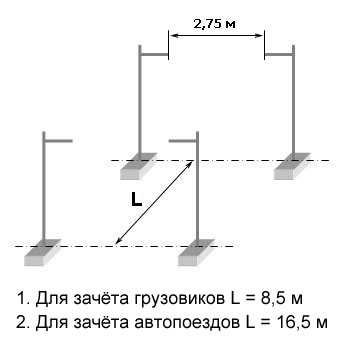 2,75 м
L
1. Для зачёта грузовиков L = 8,5 м
2. Для зачёта автопоездов L = 16,5 м